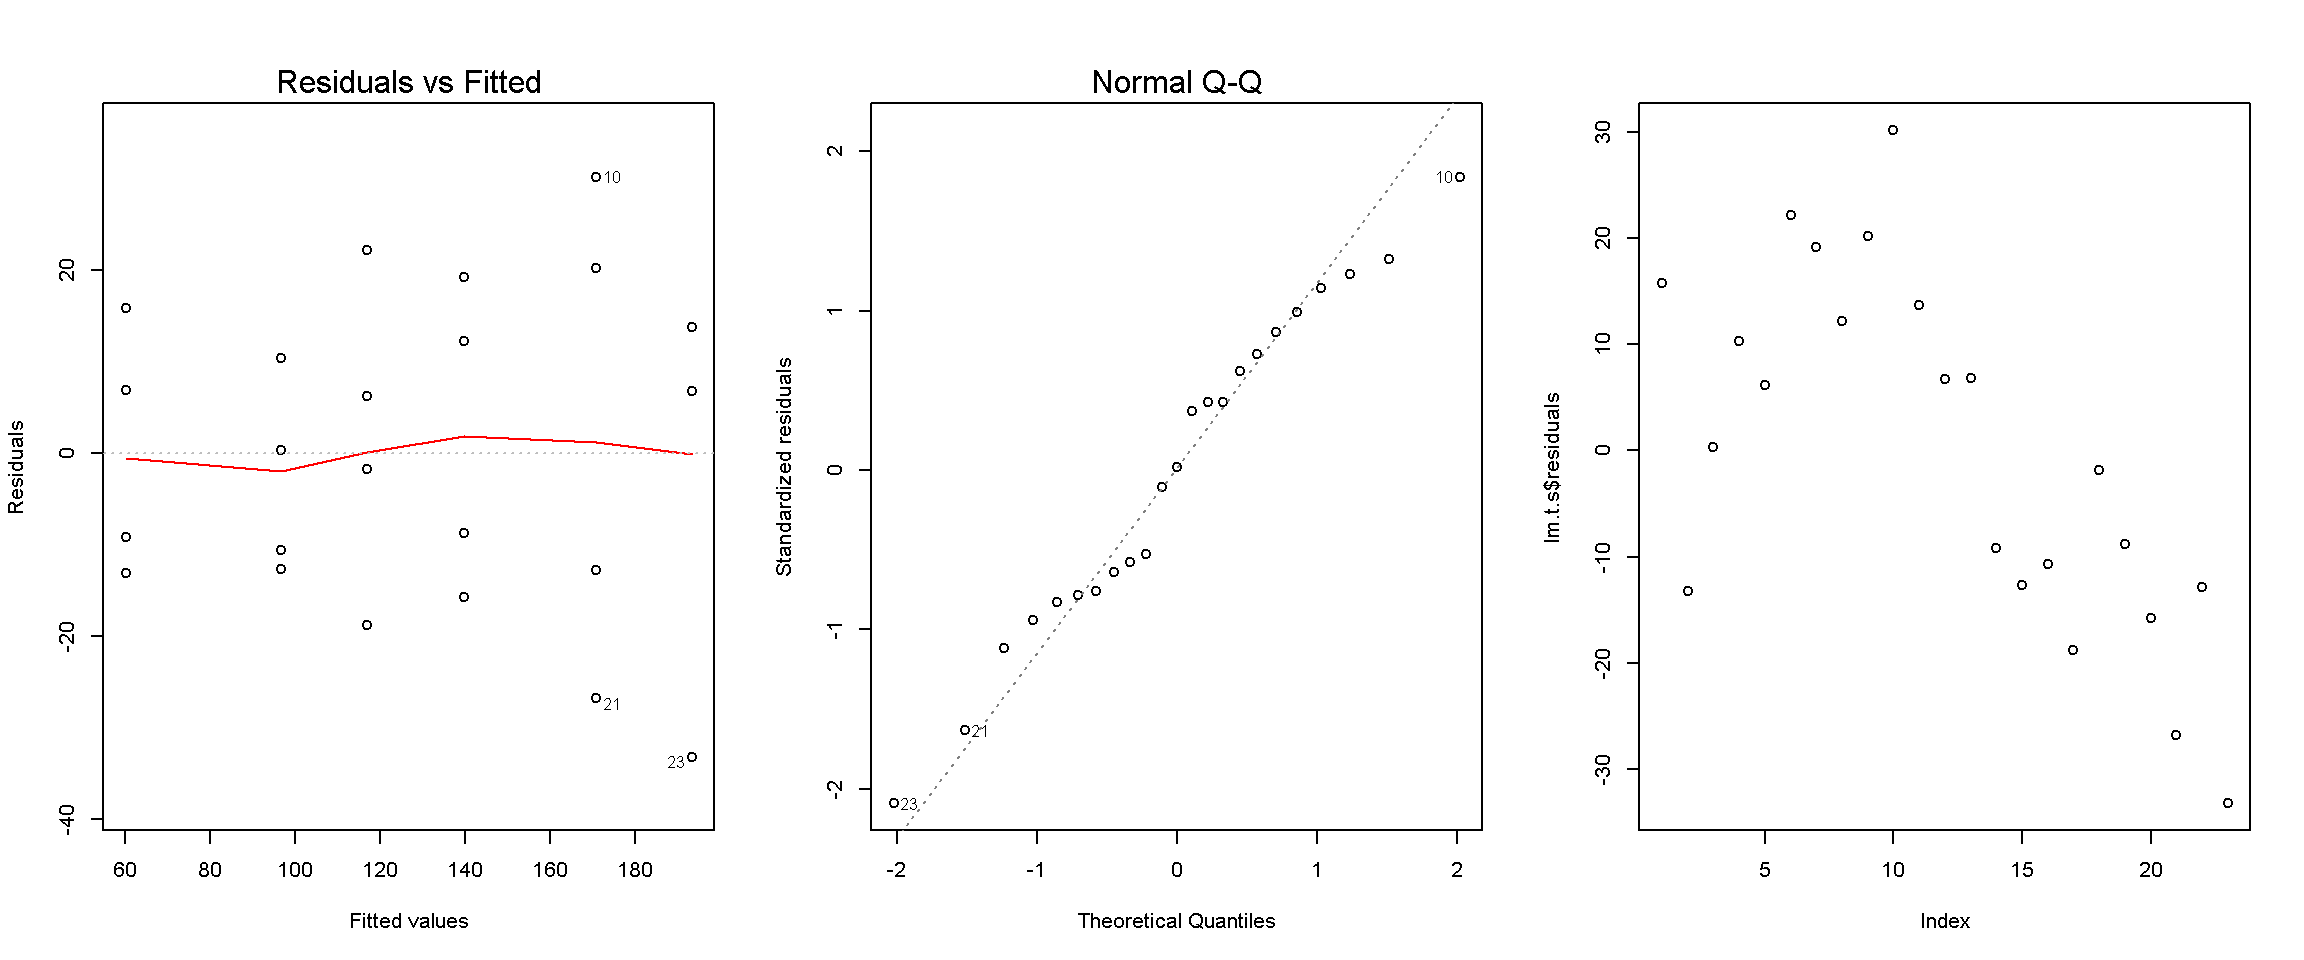 Residuals vs Fitted
Residuals
20
0
-20
-40
10
21
23
60 80 100 120 140 160 180
Fitted values
Normal Q-Q
Standardized residuals
2
1
0
-1
-2
10
21
23
-2 -1 0 1 2
Theoretical Quantiles
lm.t.s$residuals
30
20
10
0
-10
-20
-30
5 10 15 20
Index